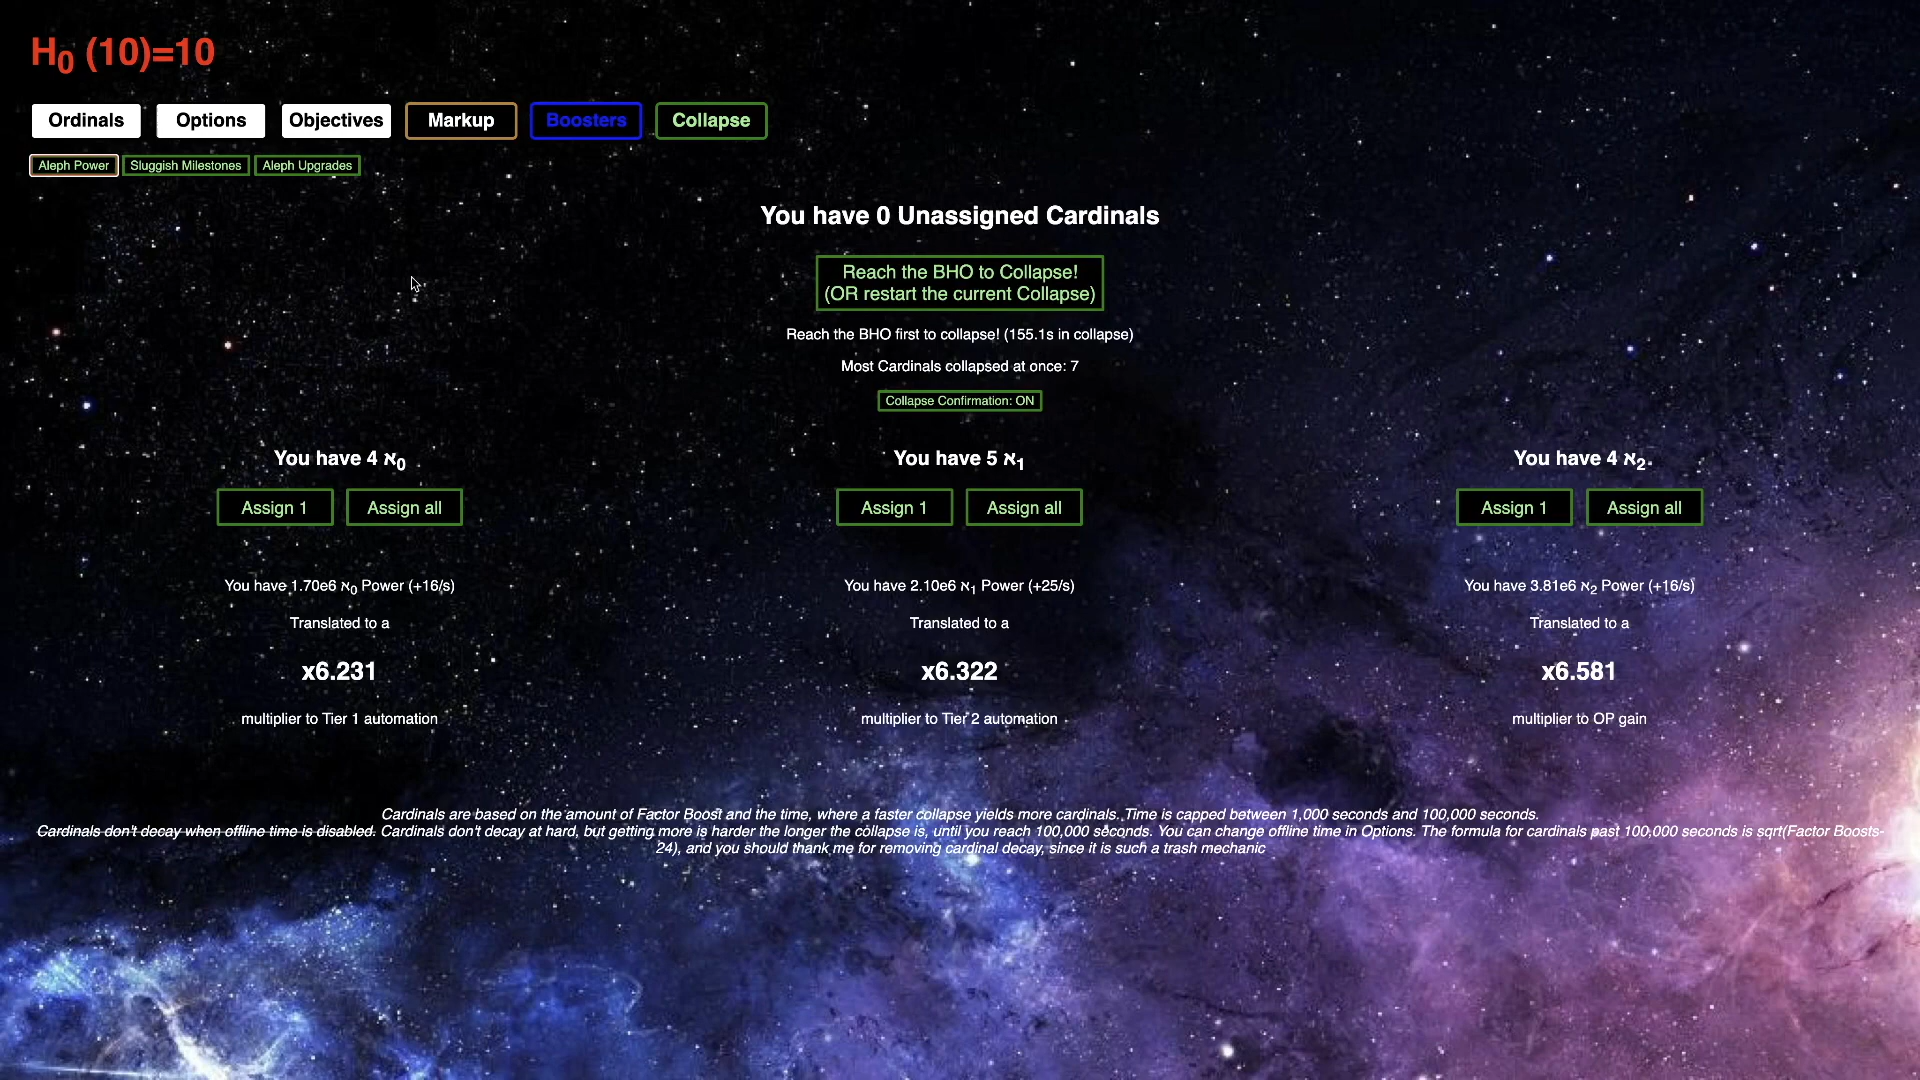 H₀ (10)=10
Ordinals Options Objectives Markup Boosters Collapse
Aleph Power Sluggish Milestones Aleph Upgrades
You have 0 Unassigned Cardinals
Reach the BHO to Collapse!
(OR restart the current Collapse)
Reach the BHO first to collapse! (155.1s in collapse)
Most Cardinals collapsed at once: 7
Collapse Confirmation: ON
You have 4 ℵ₀ You have 5 ℵ₁ You have 4 ℵ₂
Assign 1 Assign all Assign 1 Assign all Assign 1 Assign all
You have 1.70e6 ℵ₀ Power (+16/s) You have 2.10e6 ℵ₁ Power (+25/s) You have 3.81e6 ℵ₂ Power (+16/s)
Translated to a Translated to a Translated to a
x6.231 x6.322 x6.581
multiplier to Tier 1 automation multiplier to Tier 2 automation multiplier to OP gain
Cardinals are based on the amount of Factor Boost and the time, where a faster collapse yields more cardinals. Time is capped between 1,000 seconds and 100,000 seconds.
Cardinals don't decay when offline time is disabled. Cardinals don't decay at hard, but getting more is harder the longer the collapse is, until you reach 100,000 seconds. You can change offline time in Options. The formula for cardinals past 100,000 seconds is sqrt(Factor Boosts-
24), and you should thank me for removing cardinal decay, since it is such a trash mechanic